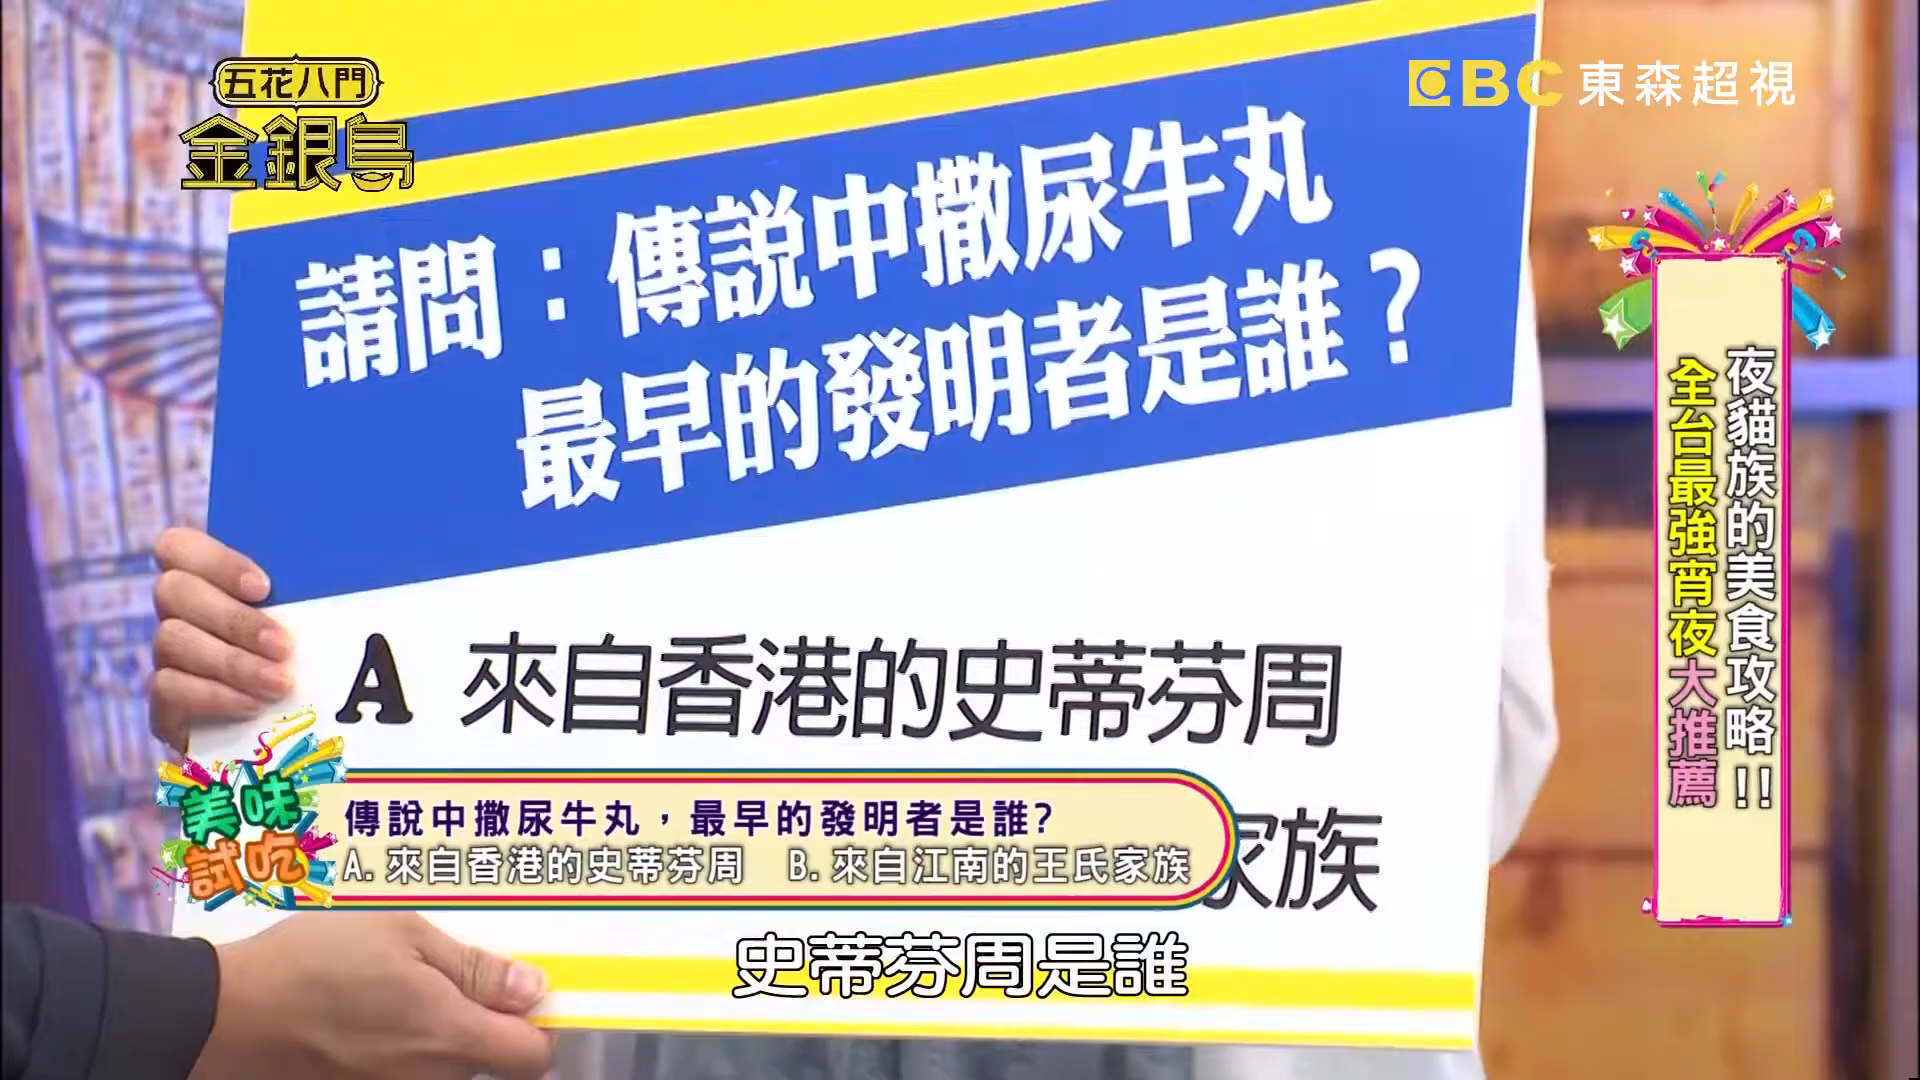 五花八門
金銀島
EBC 東森超視
請問：傳說中撒尿牛丸
最早的發明者是誰？
A 來自香港的史蒂芬周
家族
夜貓族的美食攻略!!
全台最強宵夜大推薦
美味
試吃
傳說中撒尿牛丸，最早的發明者是誰?
A.來自香港的史蒂芬周 B.來自江南的王氏家族
史蒂芬周是誰